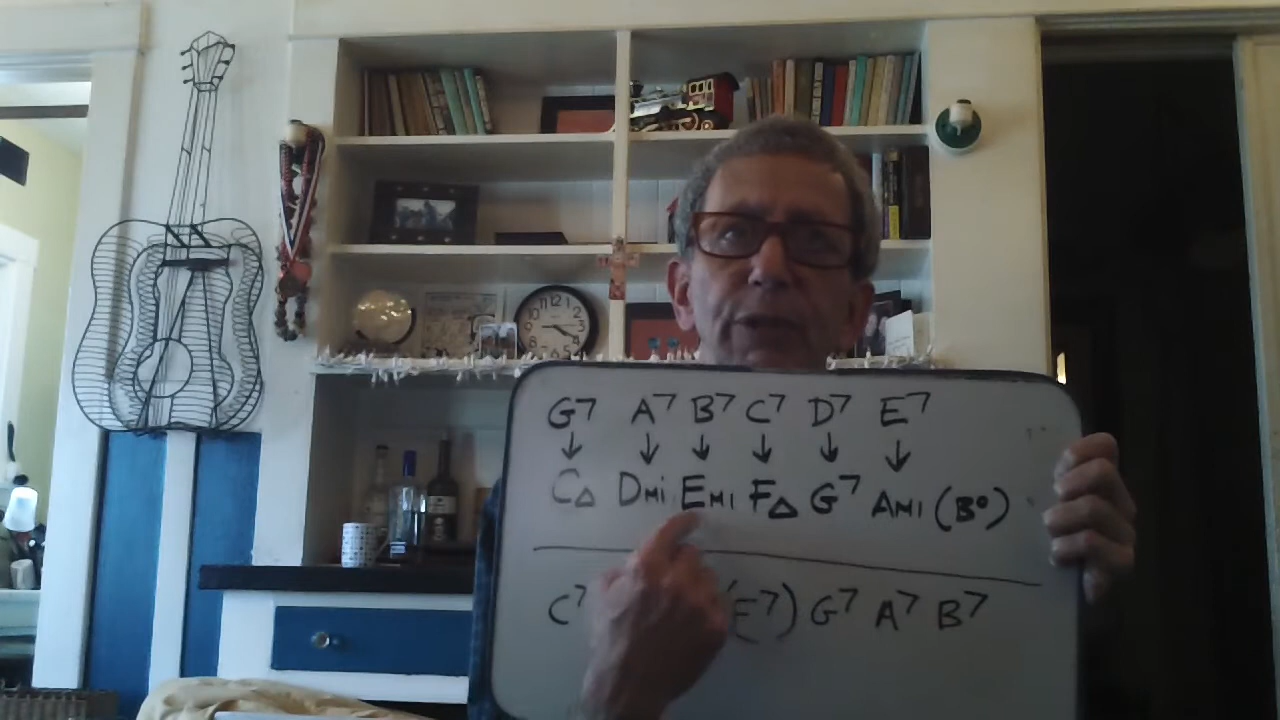 G7 A7 B7 C7 D7 E7
↓ ↓ ↓ ↓ ↓ ↓
C△ DMI EMI F△ G7 AMI (B°)
C7 (E7) G7 A7 B7